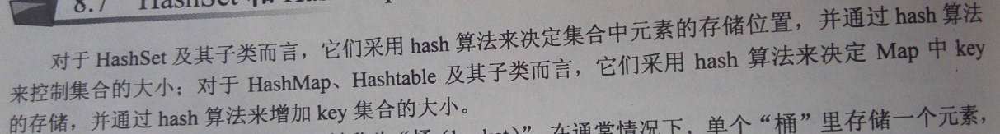 8.7 HashSet 和
对于 HashSet 及其子类而言，它们采用 hash 算法来决定集合中元素的存储位置，并通过 hash 算法
来控制集合的大小；对于 HashMap、Hashtable 及其子类而言，它们采用 hash 算法来决定 Map 中 key
的存储，并通过 hash 算法来增加 key 集合的大小。
“桶 (bucket)”，在通常情况下，单个“桶”里存储一个元素，